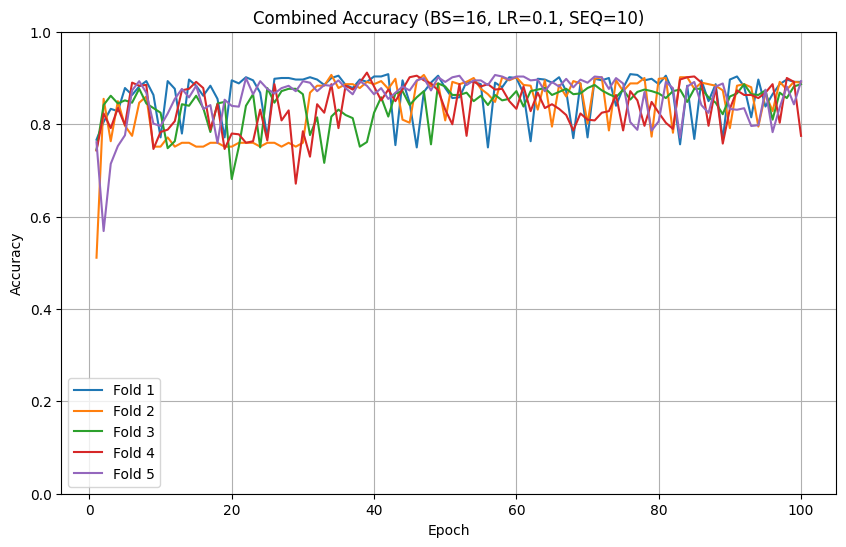 Combined Accuracy (BS=16, LR=0.1, SEQ=10)
1.0
0.8
0.6
0.4
0.2
0.0
Accuracy
Fold 1
Fold 2
Fold 3
Fold 4
Fold 5
0 20 40 60 80 100
Epoch